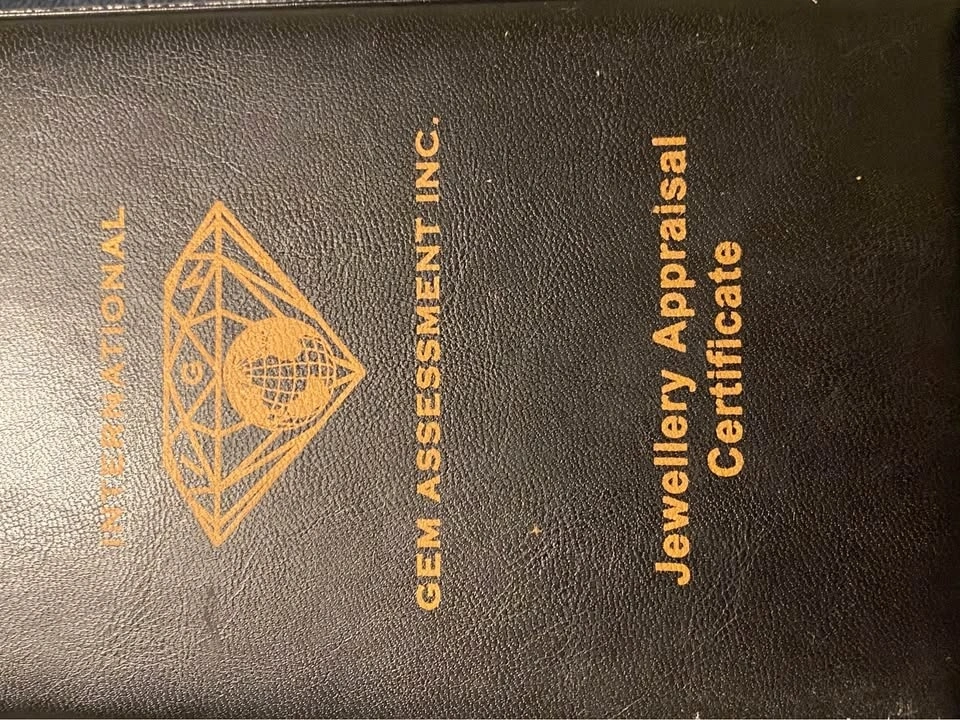 INTERNATIONAL
G
GEM ASSESSMENT INC.
Jewellery Appraisal
Certificate